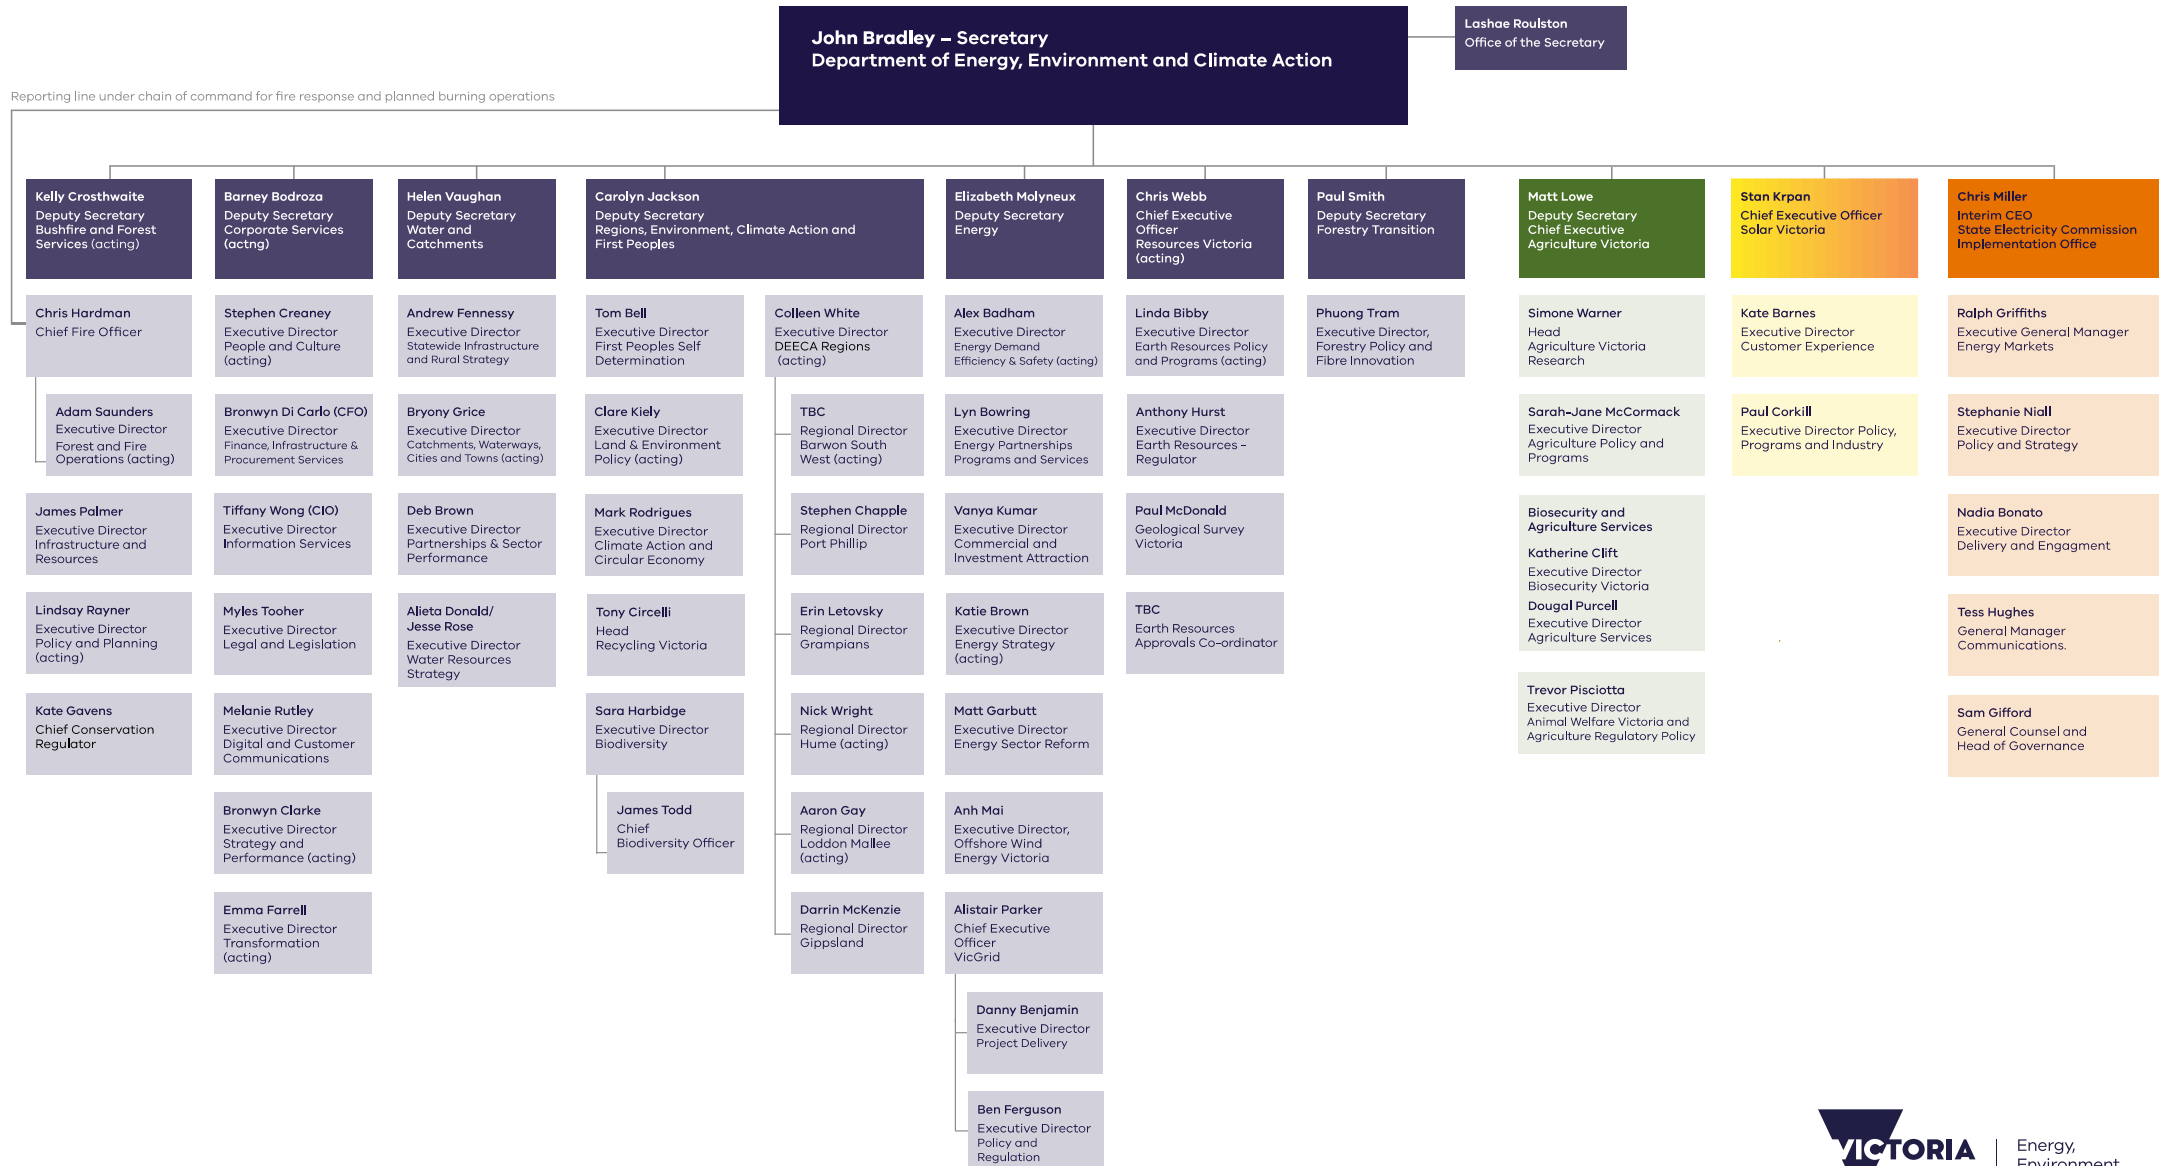 John Bradley – Secretary
Department of Energy, Environment and Climate Action
Lashae Roulston
Office of the Secretary
Reporting line under chain of command for fire response and planned burning operations
Kelly Crosthwaite
Deputy Secretary
Bushfire and Forest
Services (acting)
Chris Hardman
Chief Fire Officer
Adam Saunders
Executive Director
Forest and Fire
Operations (acting)
James Palmer
Executive Director
Infrastructure and
Resources
Lindsay Rayner
Executive Director
Policy and Planning
(acting)
Kate Gavens
Chief Conservation
Regulator
Barney Bodroza
Deputy Secretary
Corporate Services
(actng)
Stephen Creaney
Executive Director
People and Culture
(acting)
Bronwyn Di Carlo (CFO)
Executive Director
Finance, Infrastructure &
Procurement Services
Tiffany Wong (CIO)
Executive Director
Information Services
Myles Tooher
Executive Director
Legal and Legislation
Melanie Rutley
Executive Director
Digital and Customer
Communications
Bronwyn Clarke
Executive Director
Strategy and
Performance (acting)
Emma Farrell
Executive Director
Transformation
(acting)
Helen Vaughan
Deputy Secretary
Water and
Catchments
Andrew Fennessy
Executive Director
Statewide Infrastructure
and Rural Strategy
Bryony Grice
Executive Director
Catchments, Waterways,
Cities and Towns (acting)
Deb Brown
Executive Director
Partnerships & Sector
Performance
Alieta Donald/
Jesse Rose
Executive Director
Water Resources
Strategy
Carolyn Jackson
Deputy Secretary
Regions, Environment, Climate Action and
First Peoples
Tom Bell
Executive Director
First Peoples Self
Determination
Clare Kiely
Executive Director
Land & Environment
Policy (acting)
Mark Rodrigues
Executive Director
Climate Action and
Circular Economy
Tony Circelli
Head
Recycling Victoria
Sara Harbidge
Executive Director
Biodiversity
James Todd
Chief
Biodiversity Officer
Colleen White
Executive Director
DEECA Regions
(acting)
TBC
Regional Director
Barwon South
West (acting)
Stephen Chapple
Regional Director
Port Phillip
Erin Letovsky
Regional Director
Grampians
Nick Wright
Regional Director
Hume (acting)
Aaron Gay
Regional Director
Loddon Mallee
(acting)
Darrin McKenzie
Regional Director
Gippsland
Elizabeth Molyneux
Deputy Secretary
Energy
Alex Badham
Executive Director
Energy Demand
Efficiency & Safety (acting)
Lyn Bowring
Executive Director
Energy Partnerships
Programs and Services
Vanya Kumar
Executive Director
Commercial and
Investment Attraction
Katie Brown
Executive Director
Energy Strategy
(acting)
Matt Garbutt
Executive Director
Energy Sector Reform
Anh Mai
Executive Director,
Offshore Wind
Energy Victoria
Alistair Parker
Chief Executive
Officer
VicGrid
Danny Benjamin
Executive Director
Project Delivery
Ben Ferguson
Executive Director
Policy and
Regulation
Chris Webb
Chief Executive
Officer
Resources Victoria
(acting)
Linda Bibby
Executive Director
Earth Resources Policy
and Programs (acting)
Anthony Hurst
Executive Director
Earth Resources -
Regulator
Paul McDonald
Geological Survey
Victoria
TBC
Earth Resources
Approvals Co-ordinator
Paul Smith
Deputy Secretary
Forestry Transition
Phuong Tram
Executive Director,
Forestry Policy and
Fibre Innovation
Matt Lowe
Deputy Secretary
Chief Executive
Agriculture Victoria
Simone Warner
Head
Agriculture Victoria
Research
Sarah-Jane McCormack
Executive Director
Agriculture Policy and
Programs
Biosecurity and
Agriculture Services
Katherine Clift
Executive Director
Biosecurity Victoria
Dougal Purcell
Executive Director
Agriculture Services
Trevor Pisciotta
Executive Director
Animal Welfare Victoria and
Agriculture Regulatory Policy
Stan Krpan
Chief Executive Officer
Solar Victoria
Kate Barnes
Executive Director
Customer Experience
Paul Corkill
Executive Director Policy,
Programs and Industry
Chris Miller
Interim CEO
State Electricity Commission
Implementation Office
Ralph Griffiths
Executive General Manager
Energy Markets
Stephanie Niall
Executive Director
Policy and Strategy
Nadia Bonato
Executive Director
Delivery and Engagment
Tess Hughes
General Manager
Communications.
Sam Gifford
General Counsel and
Head of Governance
VICTORIA
Energy,
Environment